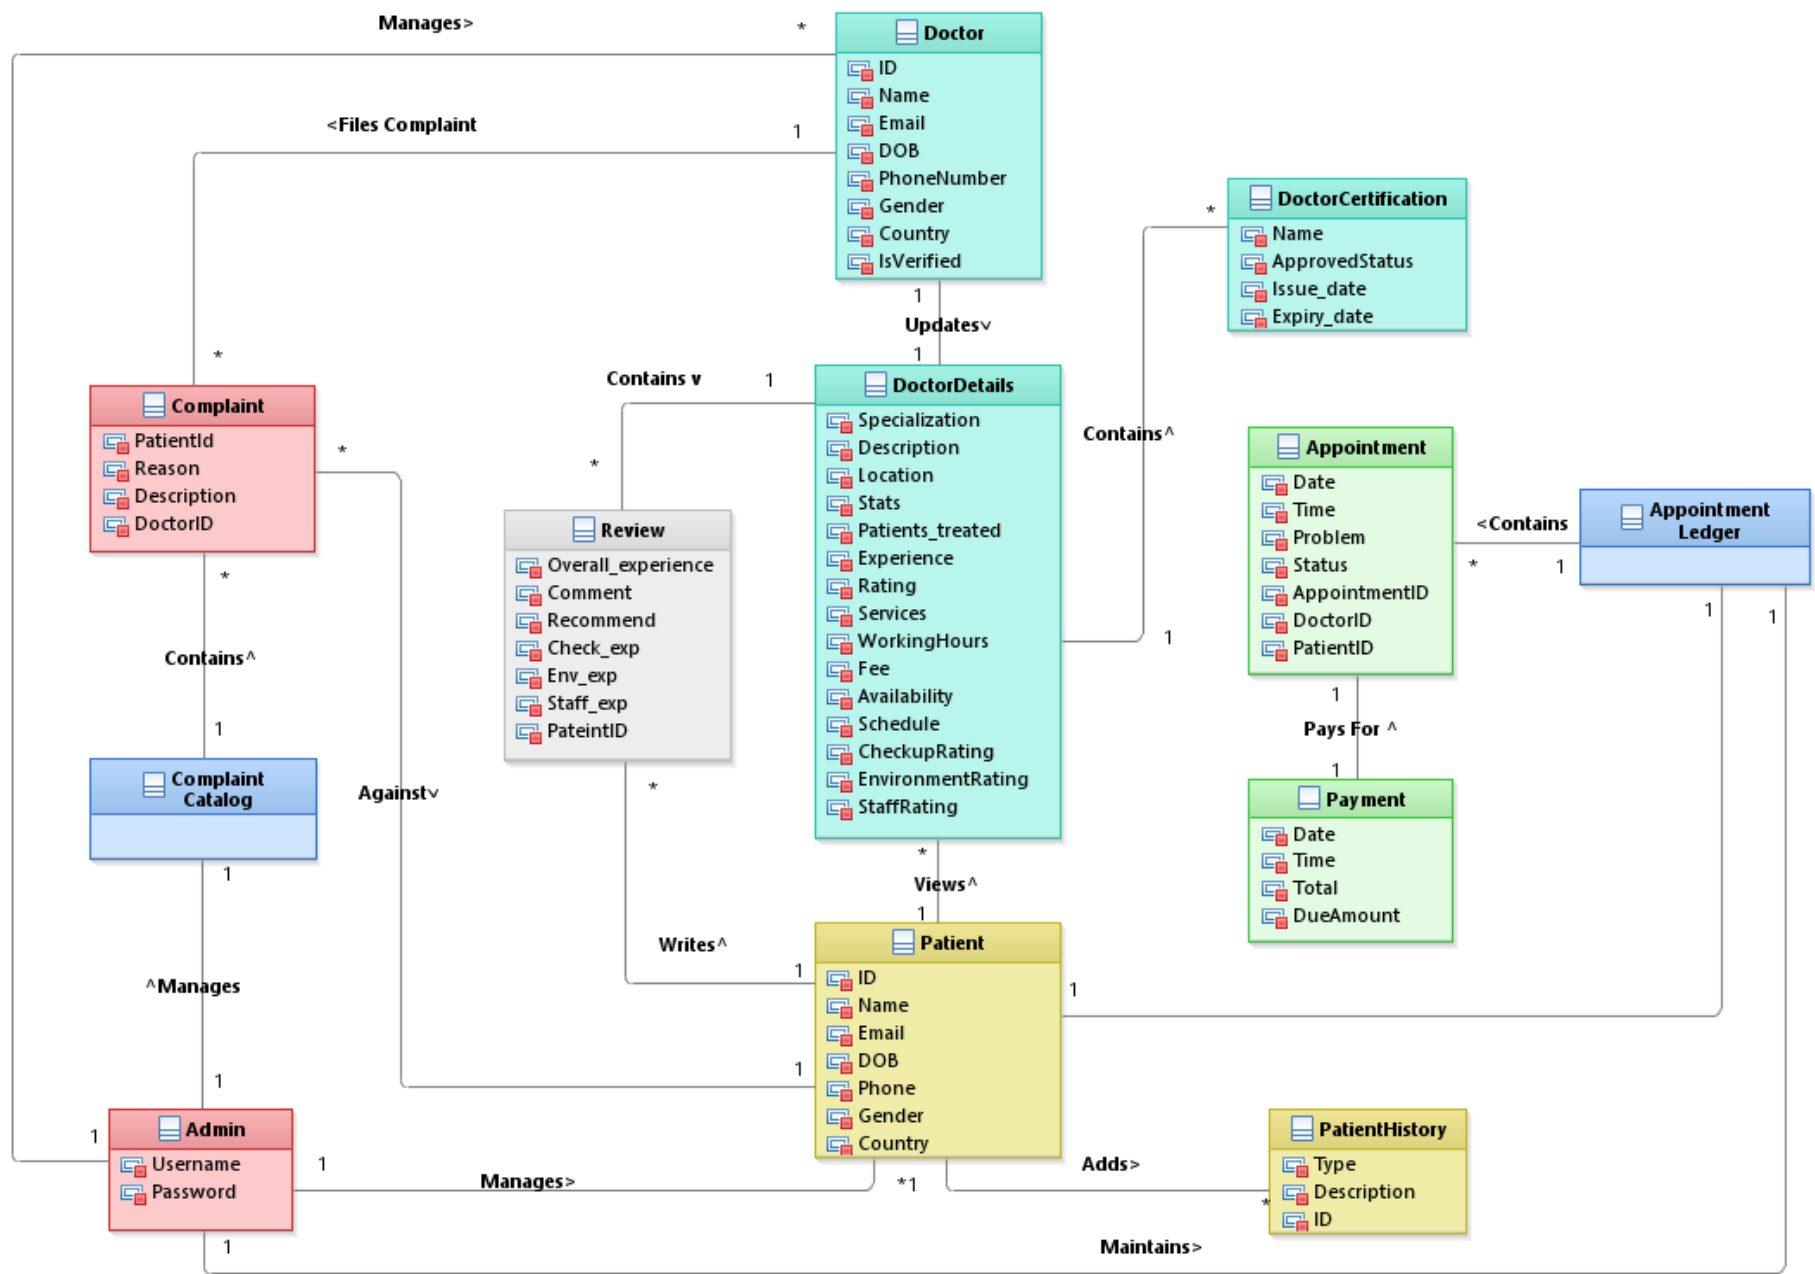 Manages>
*
Doctor
ID
Name
Email
DOB
PhoneNumber
Gender
Country
IsVerified
<Files Complaint
1
*
1
Updates˅
1
DoctorCertification
Name
ApprovedStatus
Issue_date
Expiry_date
*
Contains^
1
Contains v
1
*
DoctorDetails
Specialization
Description
Location
Stats
Patients_treated
Experience
Rating
Services
WorkingHours
Fee
Availability
Schedule
CheckupRating
EnvironmentRating
StaffRating
Complaint
PatientId
Reason
Description
DoctorID
*
*
Contains^
1
Review
Overall_experience
Comment
Recommend
Check_exp
Env_exp
Staff_exp
PateintID
*
Writes^
1
Appointment
Date
Time
Problem
Status
AppointmentID
DoctorID
PatientID
<Contains
*
1
Appointment
Ledger
1
1
1
Pays For ^
1
Payment
Date
Time
Total
DueAmount
Complaint
Catalog
1
^Manages
1
Against˅
1
*
Views^
1
Patient
ID
Name
Email
DOB
Phone
Gender
Country
1
Admin
Username
Password
1
1
Manages>
*1
Adds>
*
PatientHistory
Type
Description
ID
1
Maintains>